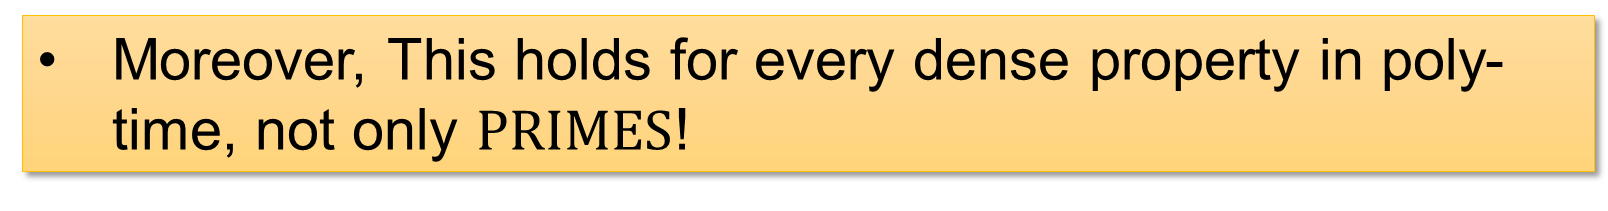 • Moreover, This holds for every dense property in poly-
time, not only PRIMES!